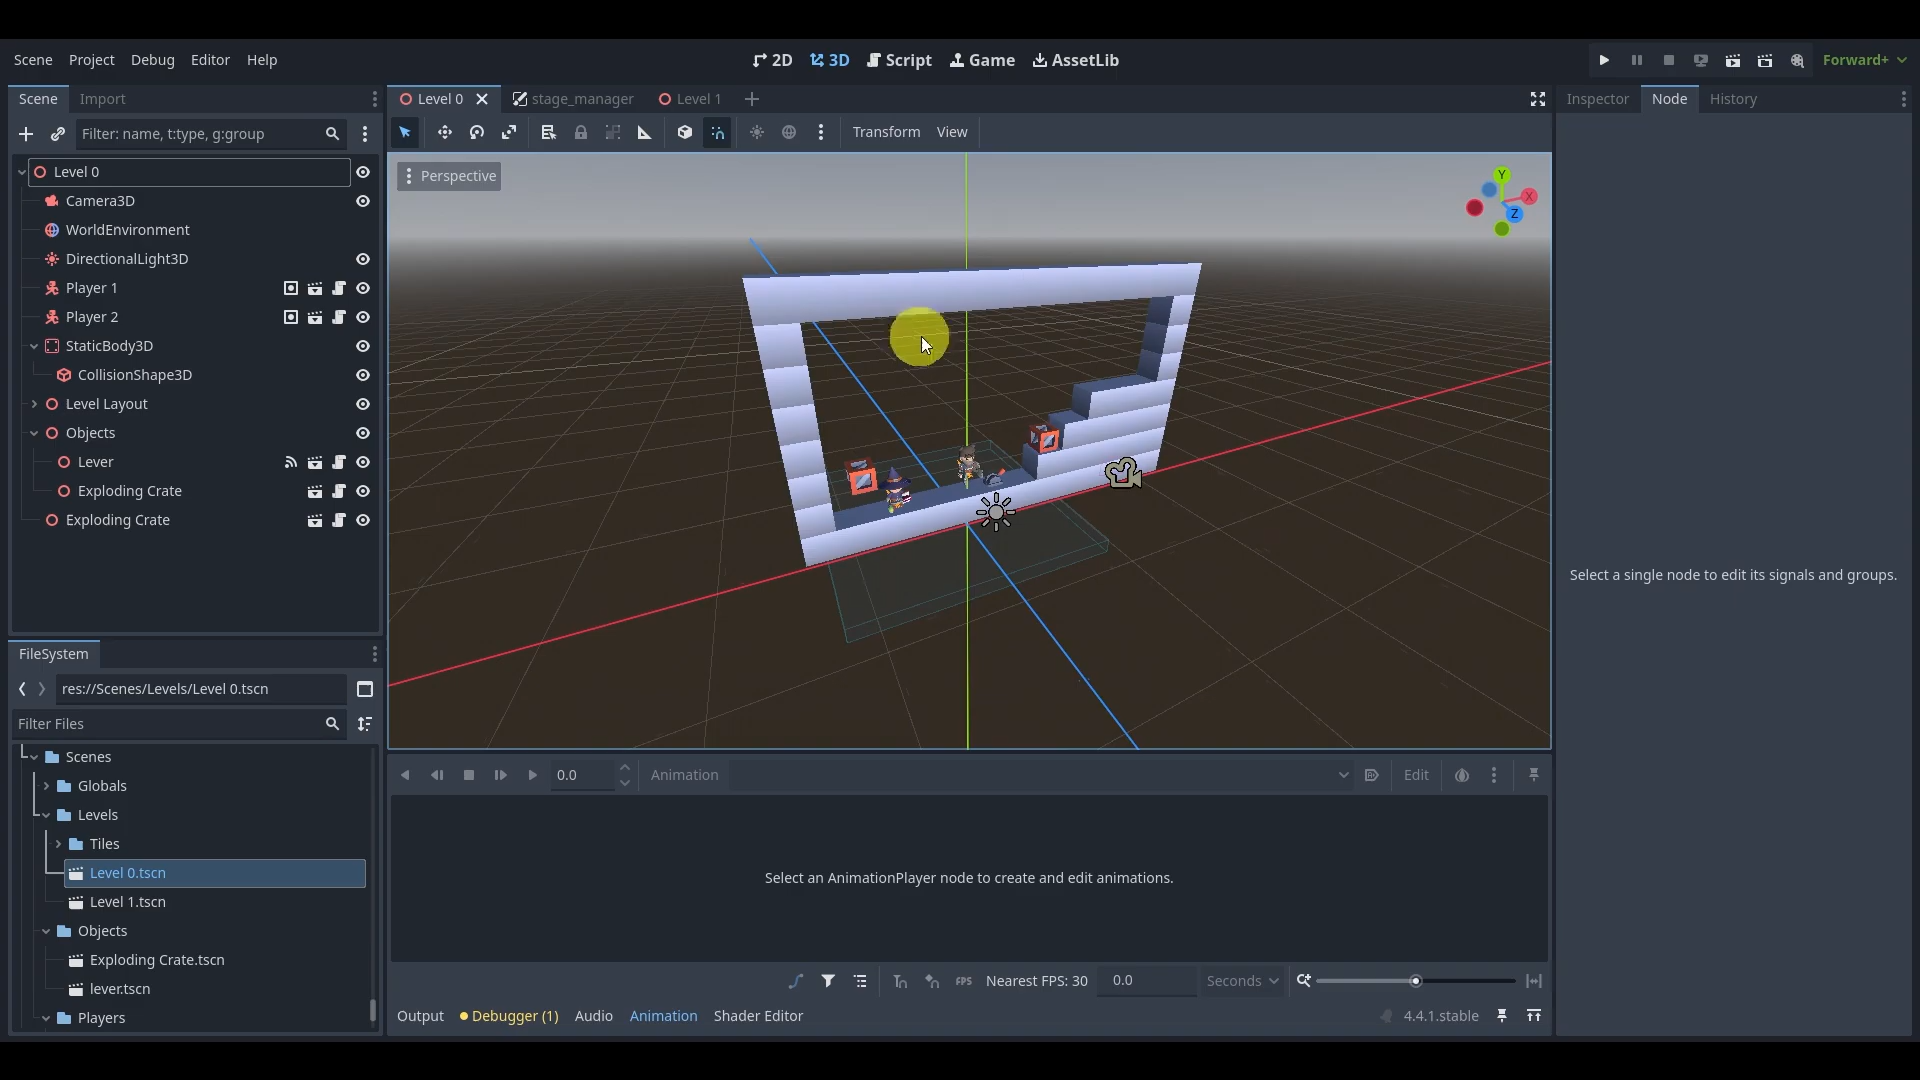 Scene Project Debug Editor Help
2D 3D Script Game AssetLib
Forward+
Scene Import
Filter: name, t:type, g:group
Level 0
Camera3D
WorldEnvironment
DirectionalLight3D
Player 1
Player 2
StaticBody3D
CollisionShape3D
Level Layout
Objects
Lever
Exploding Crate
Exploding Crate
FileSystem
res://Scenes/Levels/Level 0.tscn
Filter Files
Scenes
Globals
Levels
Tiles
Level 0.tscn
Level 1.tscn
Objects
Exploding Crate.tscn
lever.tscn
Players
Level 0 stage_manager Level 1
Transform View
Perspective
Y
X
Z
0.0 Animation Edit
Select an AnimationPlayer node to create and edit animations.
FPS Nearest FPS: 30 0.0 Seconds
Output Debugger (1) Audio Animation Shader Editor 4.4.1.stable
Inspector Node History
Select a single node to edit its signals and groups.